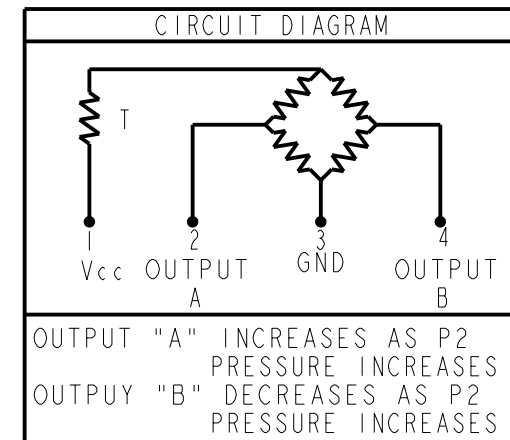 CIRCUIT DIAGRAM
T
1 2 3 4
Vcc OUTPUT A GND OUTPUT B
OUTPUT "A" INCREASES AS P2
PRESSURE INCREASES
OUTPUY "B" DECREASES AS P2
PRESSURE INCREASES